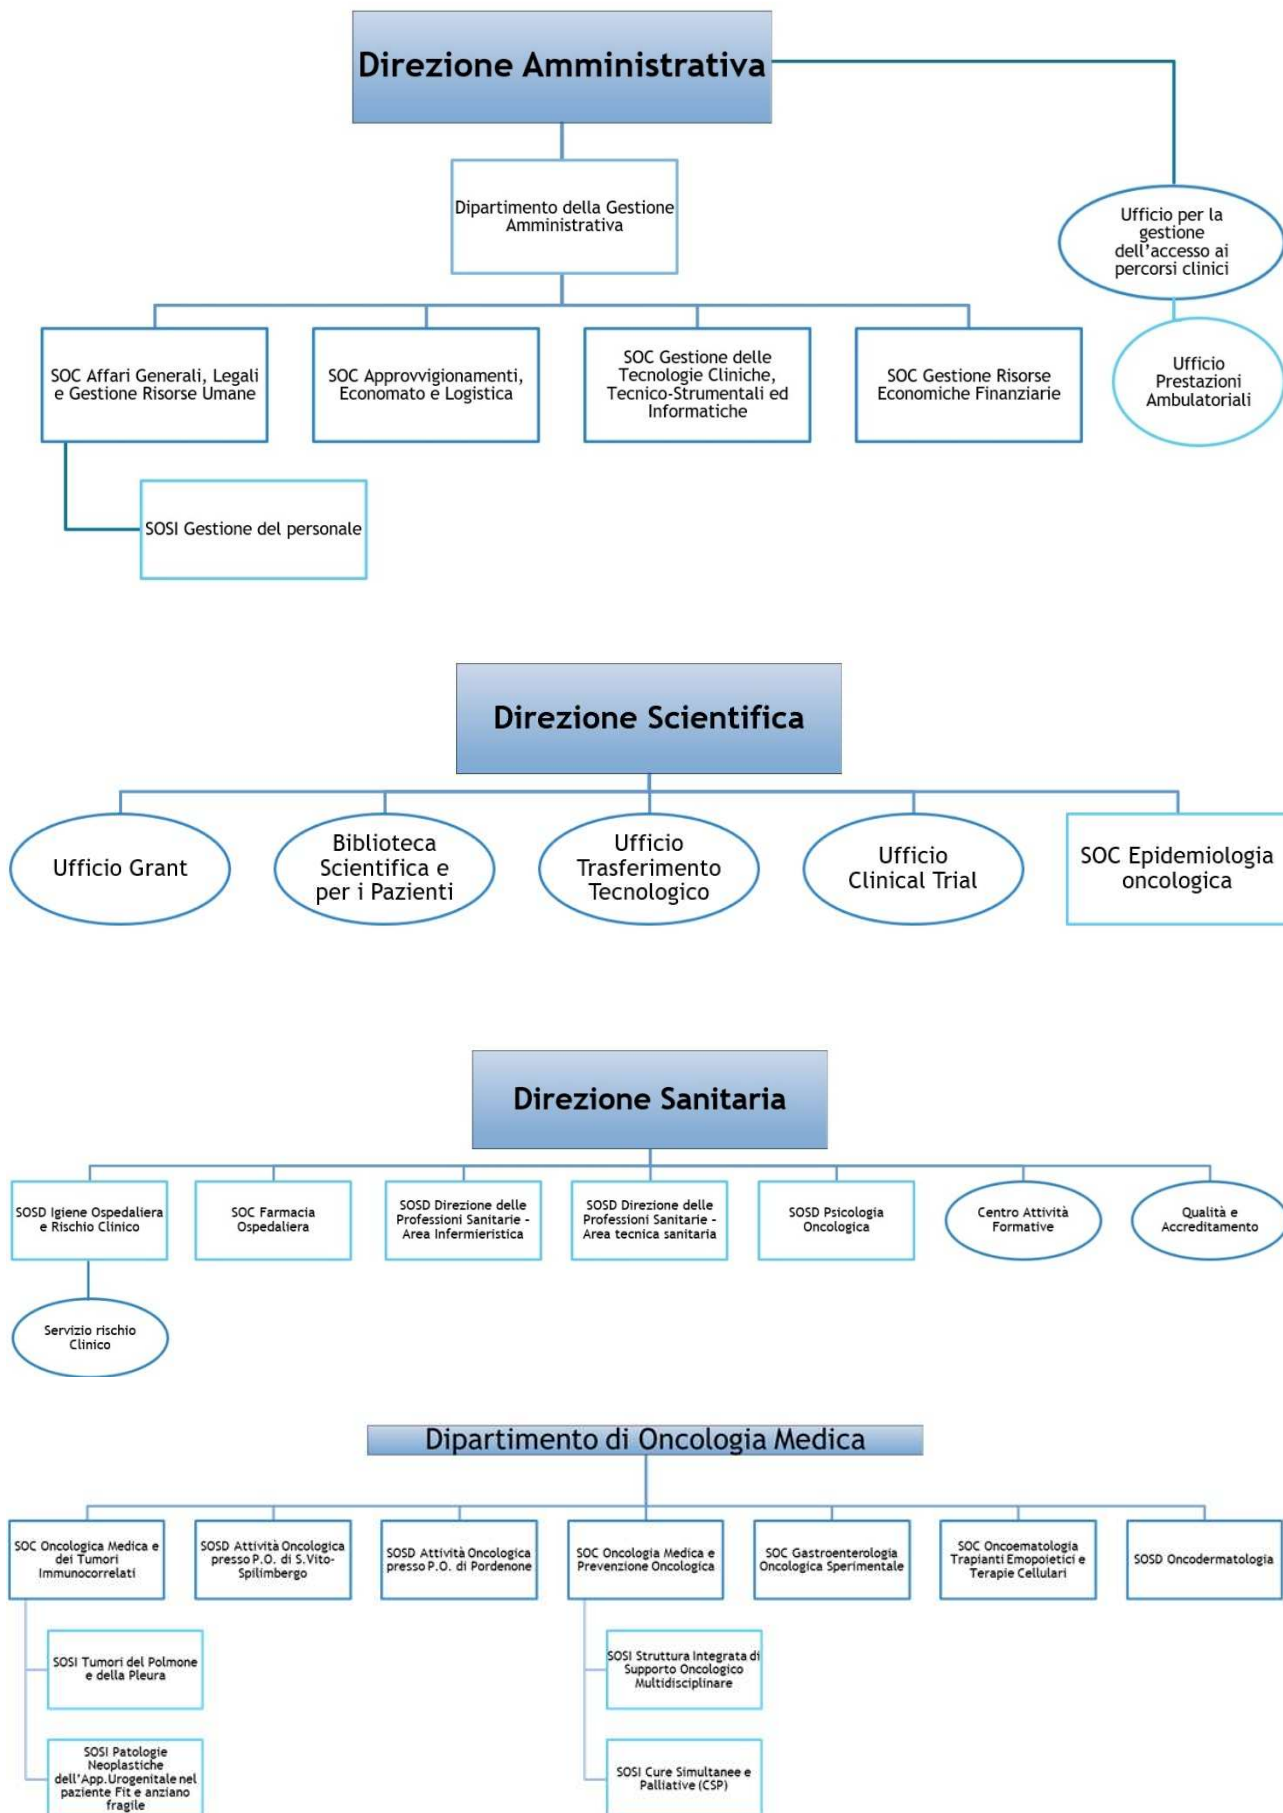 Direzione Amministrativa
Dipartimento della Gestione
Amministrativa
Ufficio per la
gestione
dell'accesso ai
percorsi clinici
SOC Affari Generali, Legali
e Gestione Risorse Umane
SOC Approvvigionamenti,
Economato e Logistica
SOC Gestione delle
Tecnologie Cliniche,
Tecnico-Strumentali ed
Informatiche
SOC Gestione Risorse
Economiche Finanziarie
Ufficio
Prestazioni
Ambulatoriali
SOSI Gestione del personale
Direzione Scientifica
Ufficio Grant
Biblioteca
Scientifica e
per i Pazienti
Ufficio
Trasferimento
Tecnologico
Ufficio
Clinical Trial
SOC Epidemiologia
oncologica
Direzione Sanitaria
SOSD Igiene Ospedaliera
e Rischio Clinico
SOC Farmacia
Ospedaliera
SOSD Direzione delle
Professioni Sanitarie -
Area Infermieristica
SOSD Direzione delle
Professioni Sanitarie -
Area tecnica sanitaria
SOSD Psicologia
Oncologica
Centro Attività
Formative
Qualità e
Accreditamento
Servizio rischio
Clinico
Dipartimento di Oncologia Medica
SOC Oncologica Medica e
dei Tumori
Immunocorrelati
SOSD Attività Oncologica
presso P.O. di S.Vito-
Spilimbergo
SOSD Attività Oncologica
presso P.O. di Pordenone
SOC Oncologia Medica e
Prevenzione Oncologica
SOC Gastroenterologia
Oncologica Sperimentale
SOC Oncoematologia
Trapianti Emopoietici e
Terapie Cellulari
SOSD Oncodermatologia
SOSI Tumori del Polmone
e della Pleura
SOSI Struttura Integrata di
Supporto Oncologico
Multidisciplinare
SOSI Patologie
Neoplastiche
dell'App.Urogenitale nel
paziente Fit e anziano
fragile
SOSI Cure Simultanee e
Palliative (CSP)